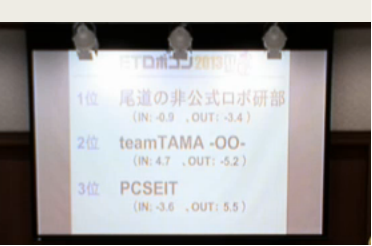 ETロボコン2013
1位 尾道の非公式ロボ研部
(IN: -0.9 , OUT: -3.4 )
2位 teamTAMA -OO-
(IN: 4.7 , OUT: -5.2 )
3位 PCSEIT
(IN: -3.6 , OUT: 5.5 )